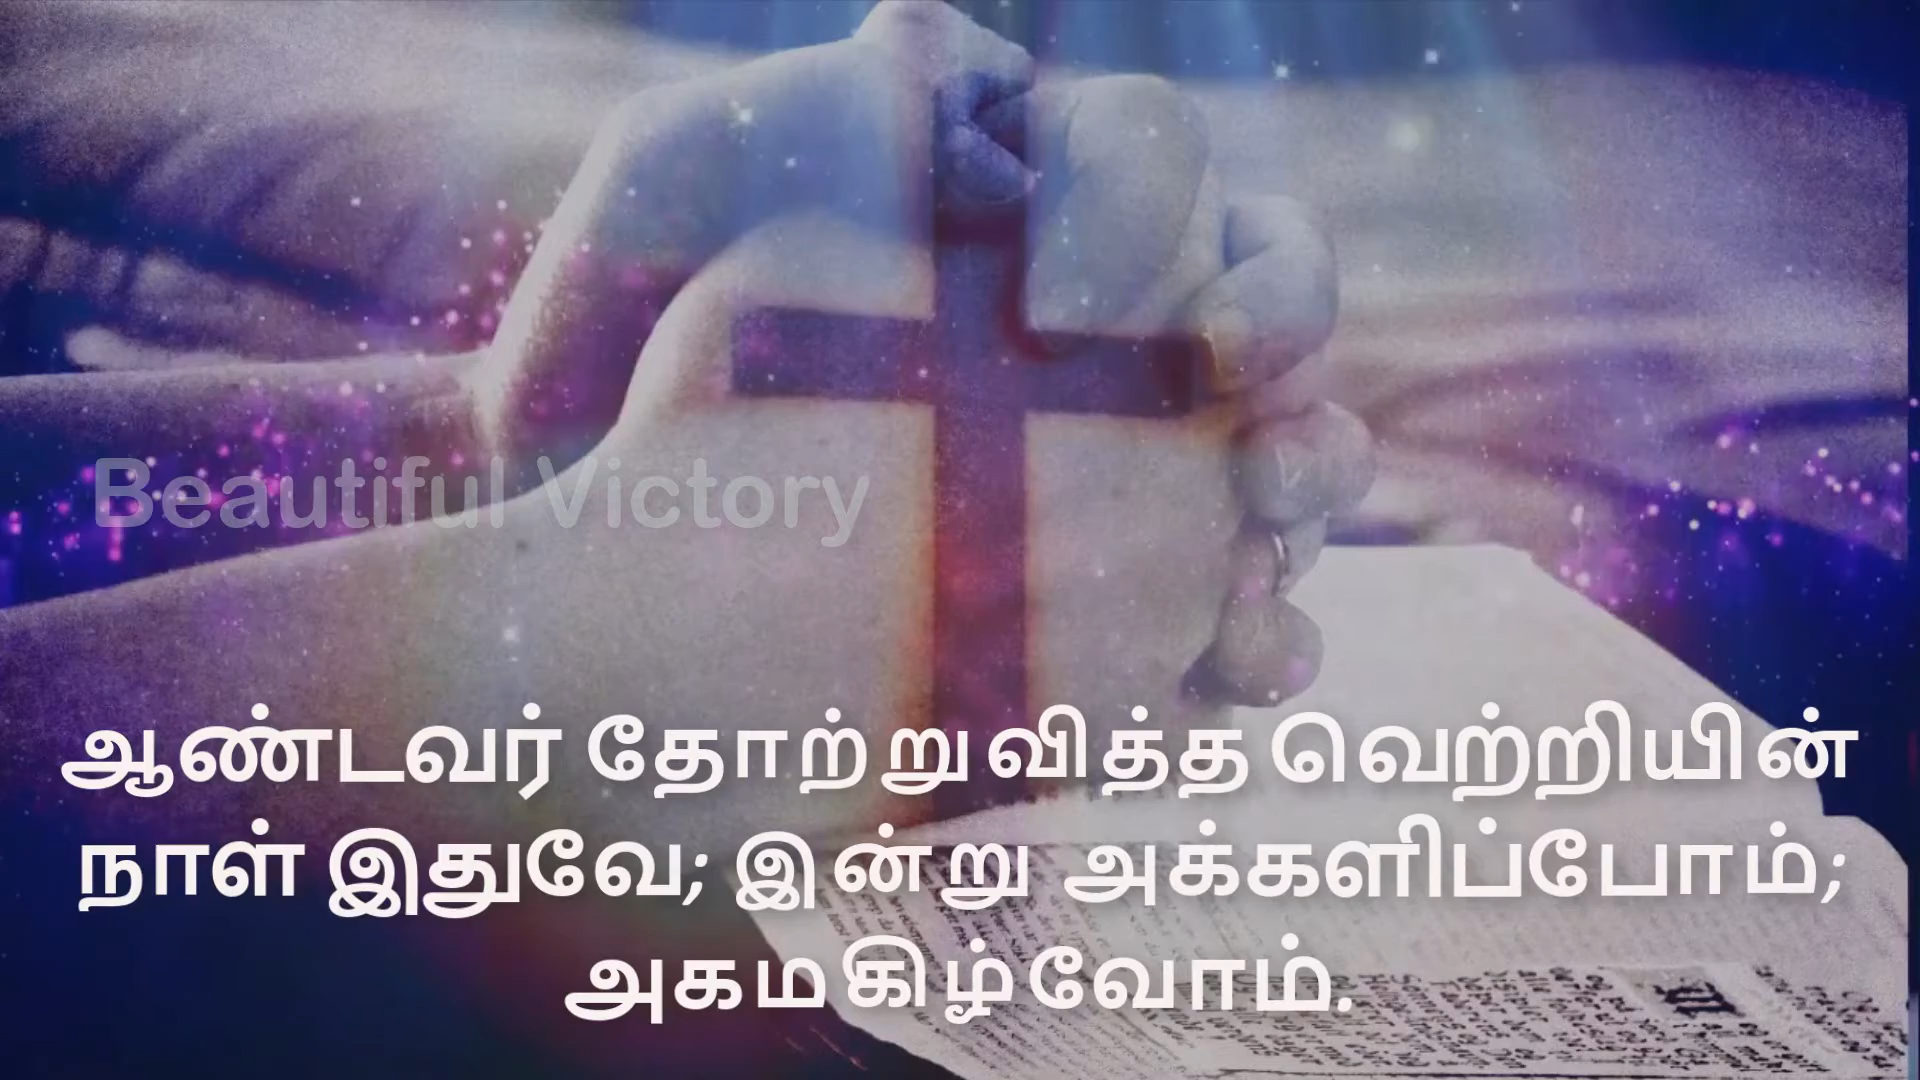 Beautiful Victory
ஆண்டவர் தோற்றுவித்த வெற்றியின்
நாள் இதுவே; இன்று அக்களிப்போம்;
அகமகிழ்வோம்.